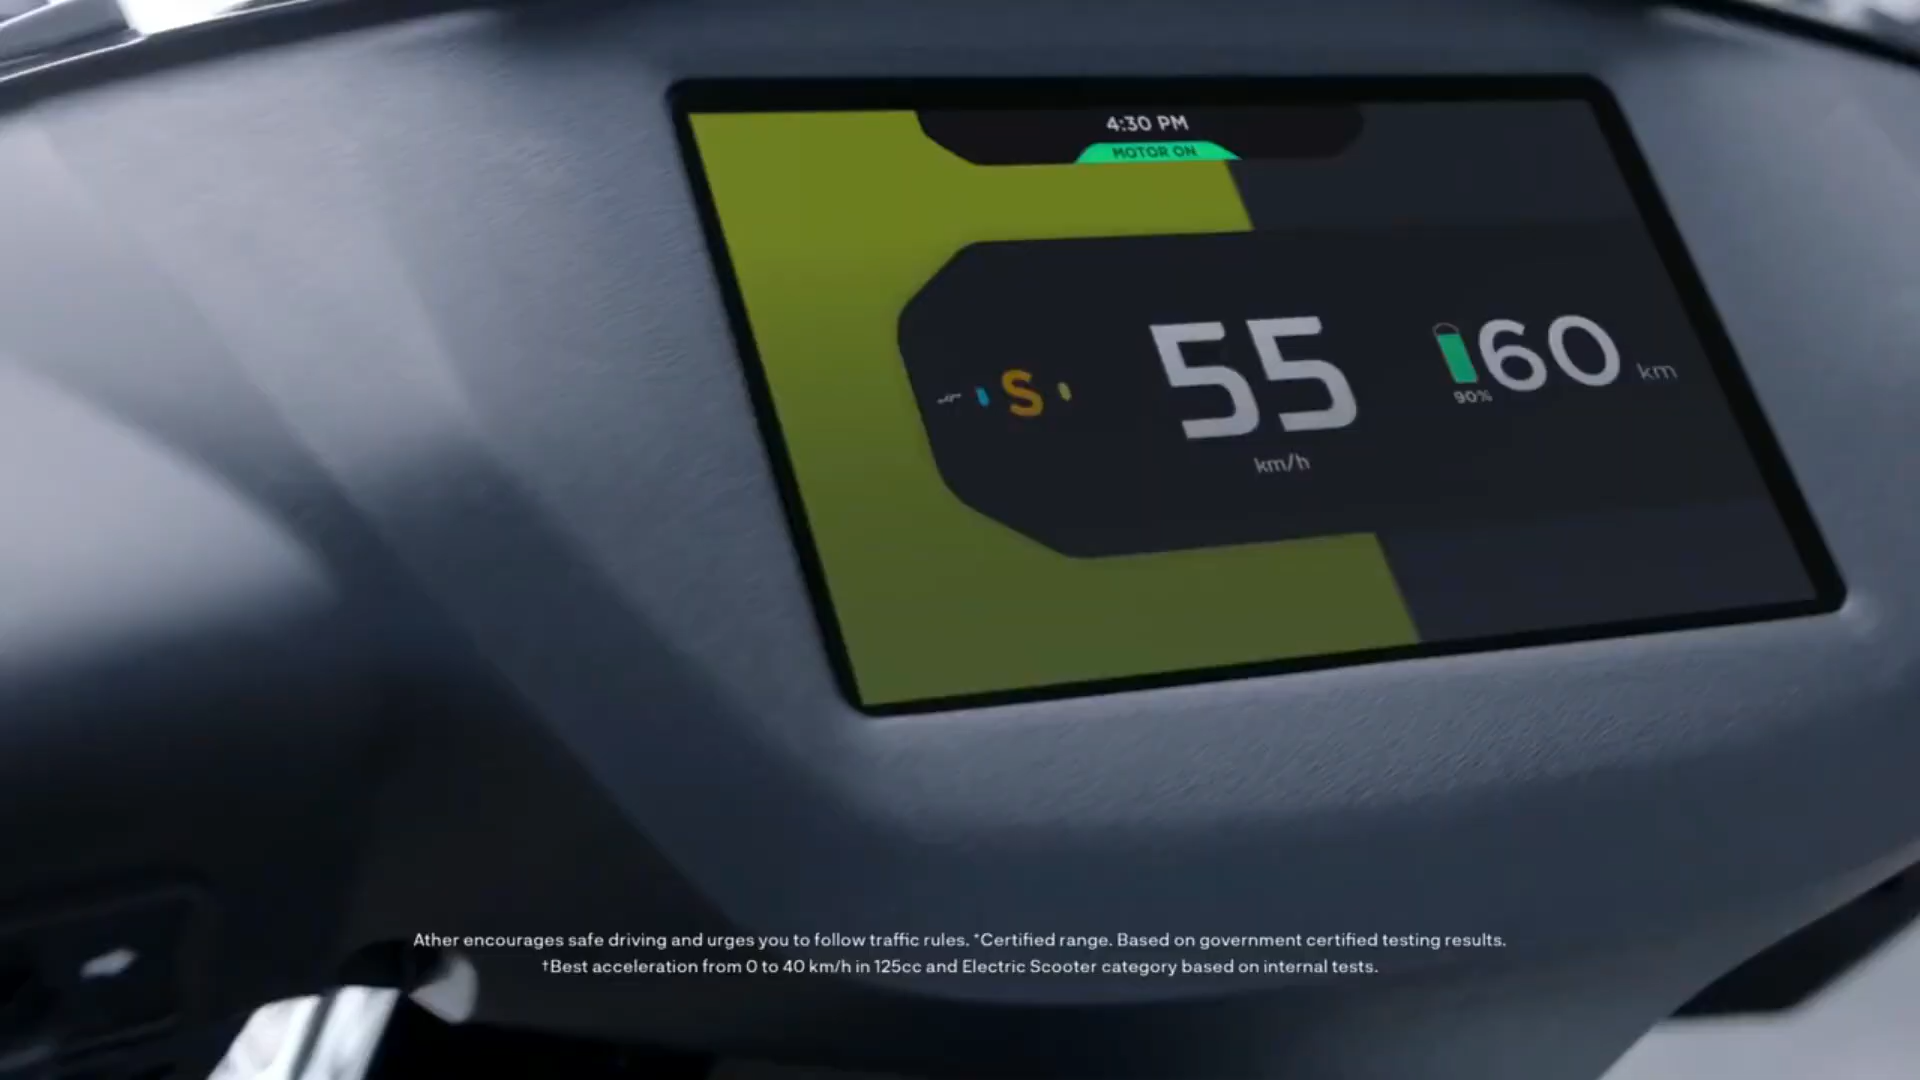 4:30 PM
MOTOR ON
S 55 60 km
90%
km/h
Ather encourages safe driving and urges you to follow traffic rules. *Certified range. Based on government certified testing results.
†Best acceleration from 0 to 40 km/h in 125cc and Electric Scooter category based on internal tests.